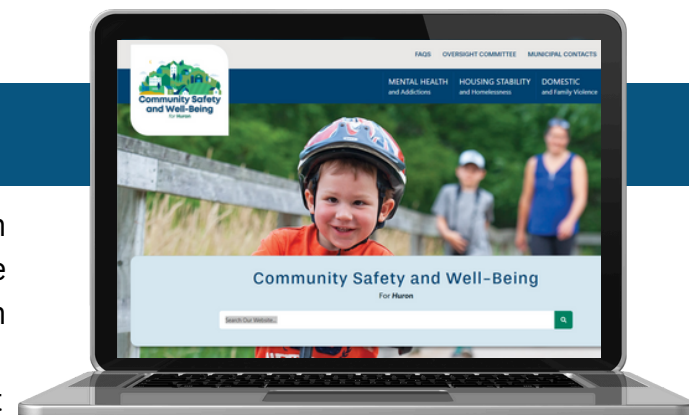 FAQS OVERSIGHT COMMITTEE MUNICIPAL CONTACTS
MENTAL HEALTH HOUSING STABILITY DOMESTIC
and Addictions and Homelessness and Family Violence
Community Safety
and Well-Being
for Huron
Community Safety and Well-Being
For Huron
Search Our Website...